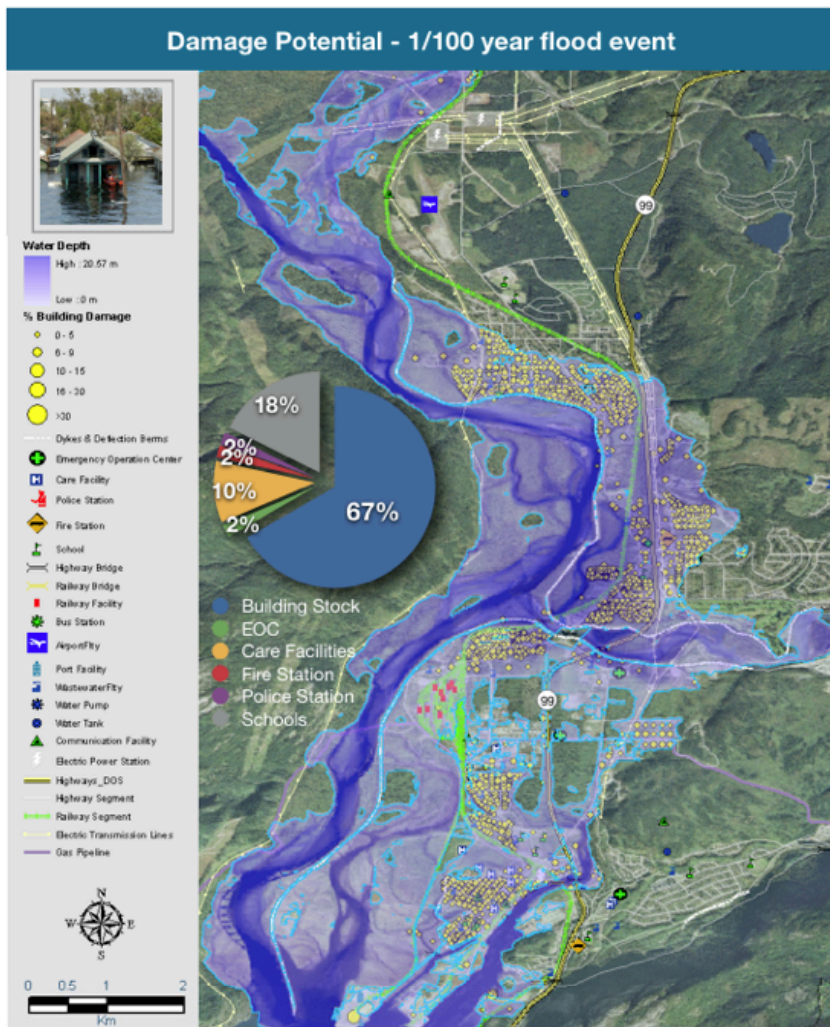 Damage Potential - 1/100 year flood event
Water Depth
High : 20.57 m
Low : 0 m
% Building Damage
0 - 5
6 - 9
10 - 15
16 - 30
>30
Dykes & Deflection Berms
Emergency Operation Center
Care Facility
Police Station
Fire Station
School
Highway Bridge
Railway Bridge
Railway Facility
Bus Station
AirportFlty
Port Facility
WastewaterFlty
Water Pump
Water Tank
Communication Facility
Electric Power Station
Highways_DOS
Highway Segment
Railway Segment
Electric Transmission Lines
Gas Pipeline
N
W E
S
0 0.5 1 2
Km
99
18%
2%
2%
10%
2%
67%
Building Stock
EOC
Care Facilities
Fire Station
Police Station
Schools
99
H
H
H